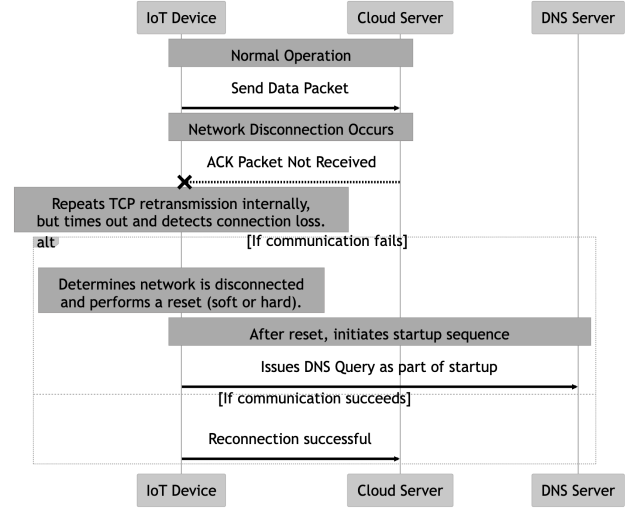 IoT Device
Cloud Server
DNS Server
Normal Operation
Send Data Packet
Network Disconnection Occurs
ACK Packet Not Received
Repeats TCP retransmission internally,
but times out and detects connection loss.
alt
[If communication fails]
Determines network is disconnected
and performs a reset (soft or hard).
After reset, initiates startup sequence
Issues DNS Query as part of startup
[If communication succeeds]
Reconnection successful
IoT Device
Cloud Server
DNS Server